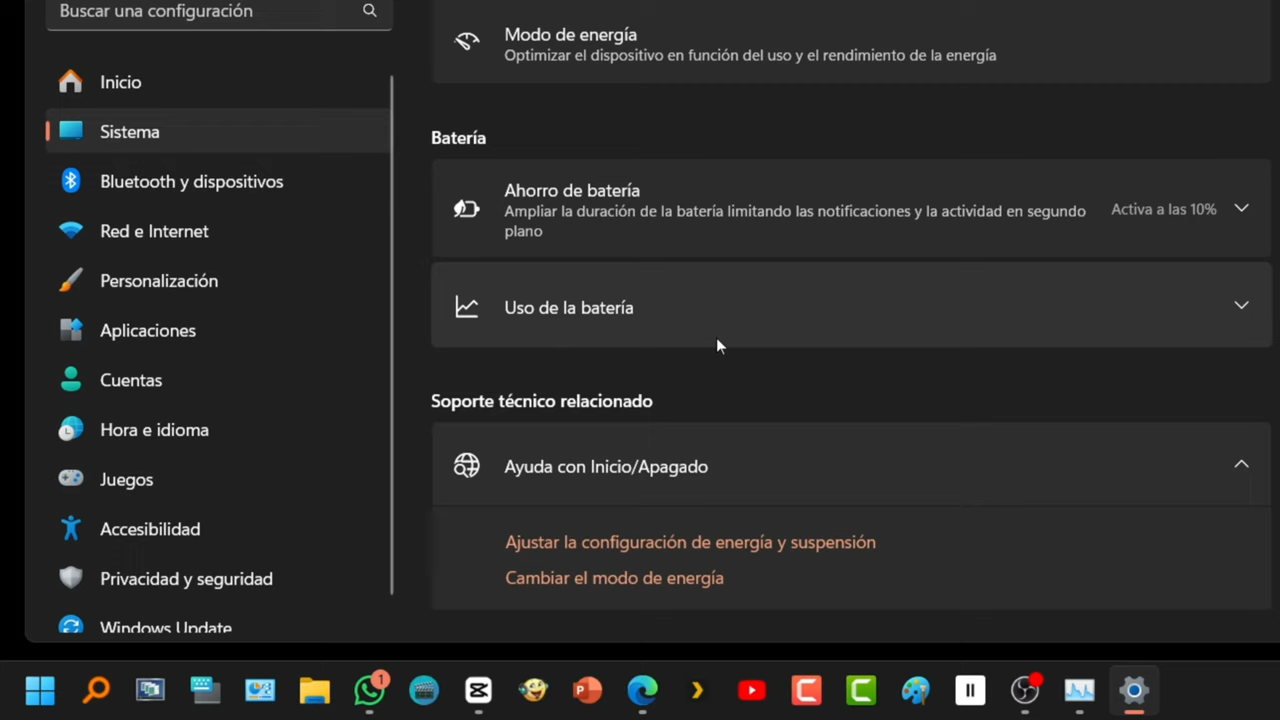 Buscar una configuración
Inicio
Sistema
Bluetooth y dispositivos
Red e Internet
Personalización
Aplicaciones
Cuentas
Hora e idioma
Juegos
Accesibilidad
Privacidad y seguridad
Windows Update
Modo de energía
Optimizar el dispositivo en función del uso y el rendimiento de la energía
Batería
Ahorro de batería
Ampliar la duración de la batería limitando las notificaciones y la actividad en segundo
plano
Activa a las 10%
Uso de la batería
Soporte técnico relacionado
Ayuda con Inicio/Apagado
Ajustar la configuración de energía y suspensión
Cambiar el modo de energía
1